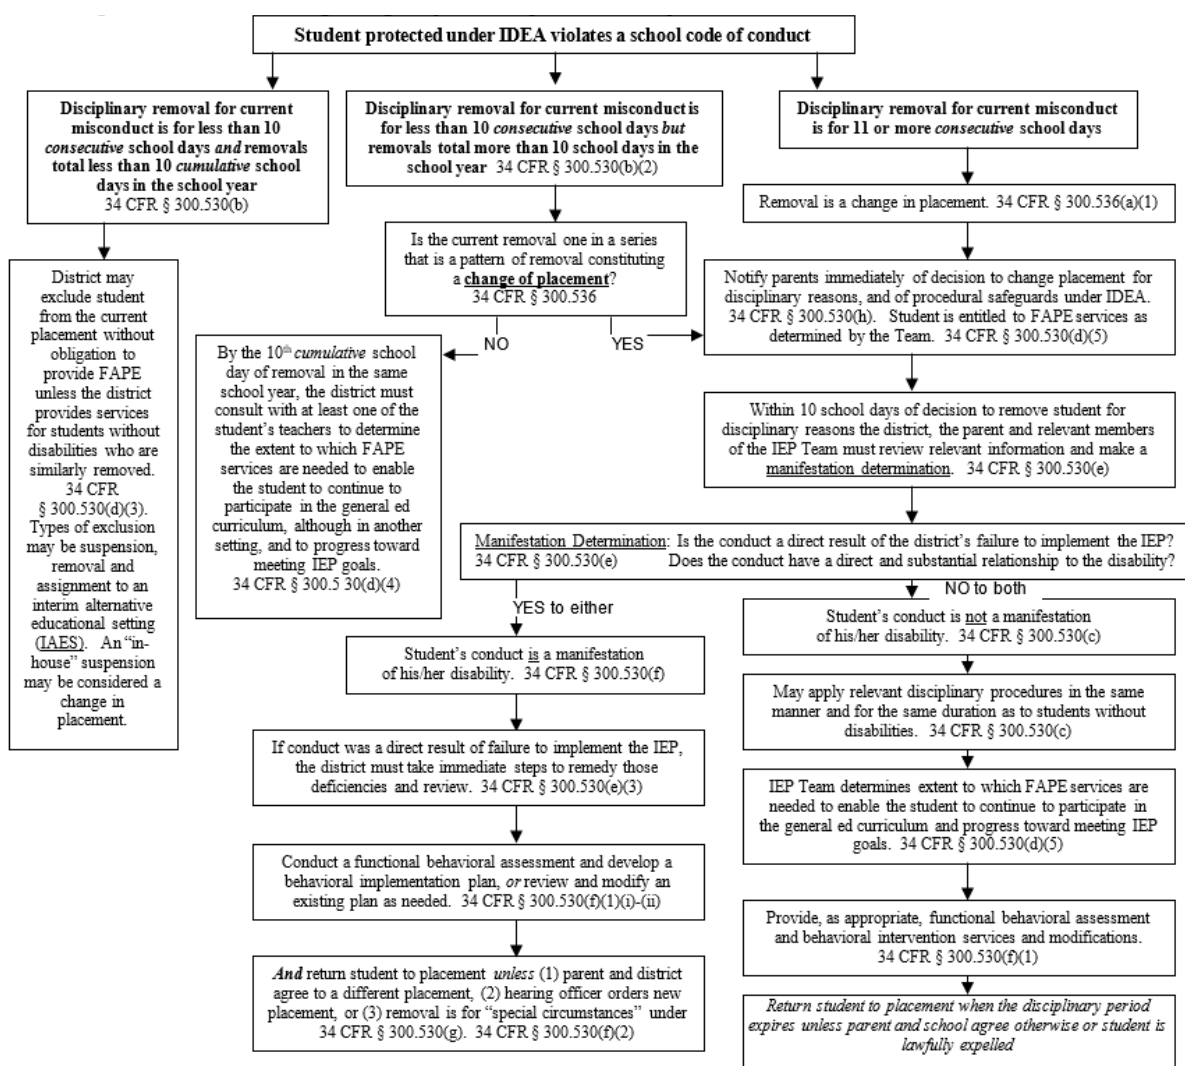 Student protected under IDEA violates a school code of conduct
Disciplinary removal for current
misconduct is for less than 10
consecutive school days and removals
total less than 10 cumulative school
days in the school year
34 CFR § 300.530(b)
Disciplinary removal for current misconduct is
for less than 10 consecutive school days but
removals total more than 10 school days in the
school year 34 CFR § 300.530(b)(2)
Disciplinary removal for current misconduct
is for 11 or more consecutive school days
Removal is a change in placement. 34 CFR § 300.536(a)(1)
Is the current removal one in a series
that is a pattern of removal constituting
a change of placement?
34 CFR § 300.536
NO
YES
District may
exclude student
from the current
placement without
obligation to
provide FAPE
unless the district
provides services
for students without
disabilities who are
similarly removed.
34 CFR
§ 300.530(d)(3).
Types of exclusion
may be suspension,
removal and
assignment to an
interim alternative
educational setting
(IAES). An “in-
house” suspension
may be considered a
change in
placement.
By the 10th cumulative school
day of removal in the same
school year, the district must
consult with at least one of the
student’s teachers to determine
the extent to which FAPE
services are needed to enable
the student to continue to
participate in the general ed
curriculum, although in another
setting, and to progress toward
meeting IEP goals.
34 CFR § 300.5 30(d)(4)
Notify parents immediately of decision to change placement for
disciplinary reasons, and of procedural safeguards under IDEA.
34 CFR § 300.530(h). Student is entitled to FAPE services as
determined by the Team. 34 CFR § 300.530(d)(5)
Within 10 school days of decision to remove student for
disciplinary reasons the district, the parent and relevant members
of the IEP Team must review relevant information and make a
manifestation determination. 34 CFR § 300.530(e)
Manifestation Determination: Is the conduct a direct result of the district’s failure to implement the IEP?
34 CFR § 300.530(e) Does the conduct have a direct and substantial relationship to the disability?
YES to either
NO to both
Student’s conduct is a manifestation
of his/her disability. 34 CFR § 300.530(f)
If conduct was a direct result of failure to implement the IEP,
the district must take immediate steps to remedy those
deficiencies and review. 34 CFR § 300.530(e)(3)
Conduct a functional behavioral assessment and develop a
behavioral implementation plan, or review and modify an
existing plan as needed. 34 CFR § 300.530(f)(1)(i)-(ii)
And return student to placement unless (1) parent and district
agree to a different placement, (2) hearing officer orders new
placement, or (3) removal is for “special circumstances” under
34 CFR § 300.530(g). 34 CFR § 300.530(f)(2)
Student’s conduct is not a manifestation
of his/her disability. 34 CFR § 300.530(c)
May apply relevant disciplinary procedures in the same
manner and for the same duration as to students without
disabilities. 34 CFR § 300.530(c)
IEP Team determines extent to which FAPE services are
needed to enable the student to continue to participate in
the general ed curriculum and progress toward meeting IEP
goals. 34 CFR § 300.530(d)(5)
Provide, as appropriate, functional behavioral assessment
and behavioral intervention services and modifications.
34 CFR § 300.530(f)(1)
Return student to placement when the disciplinary period
expires unless parent and school agree otherwise or student is
lawfully expelled